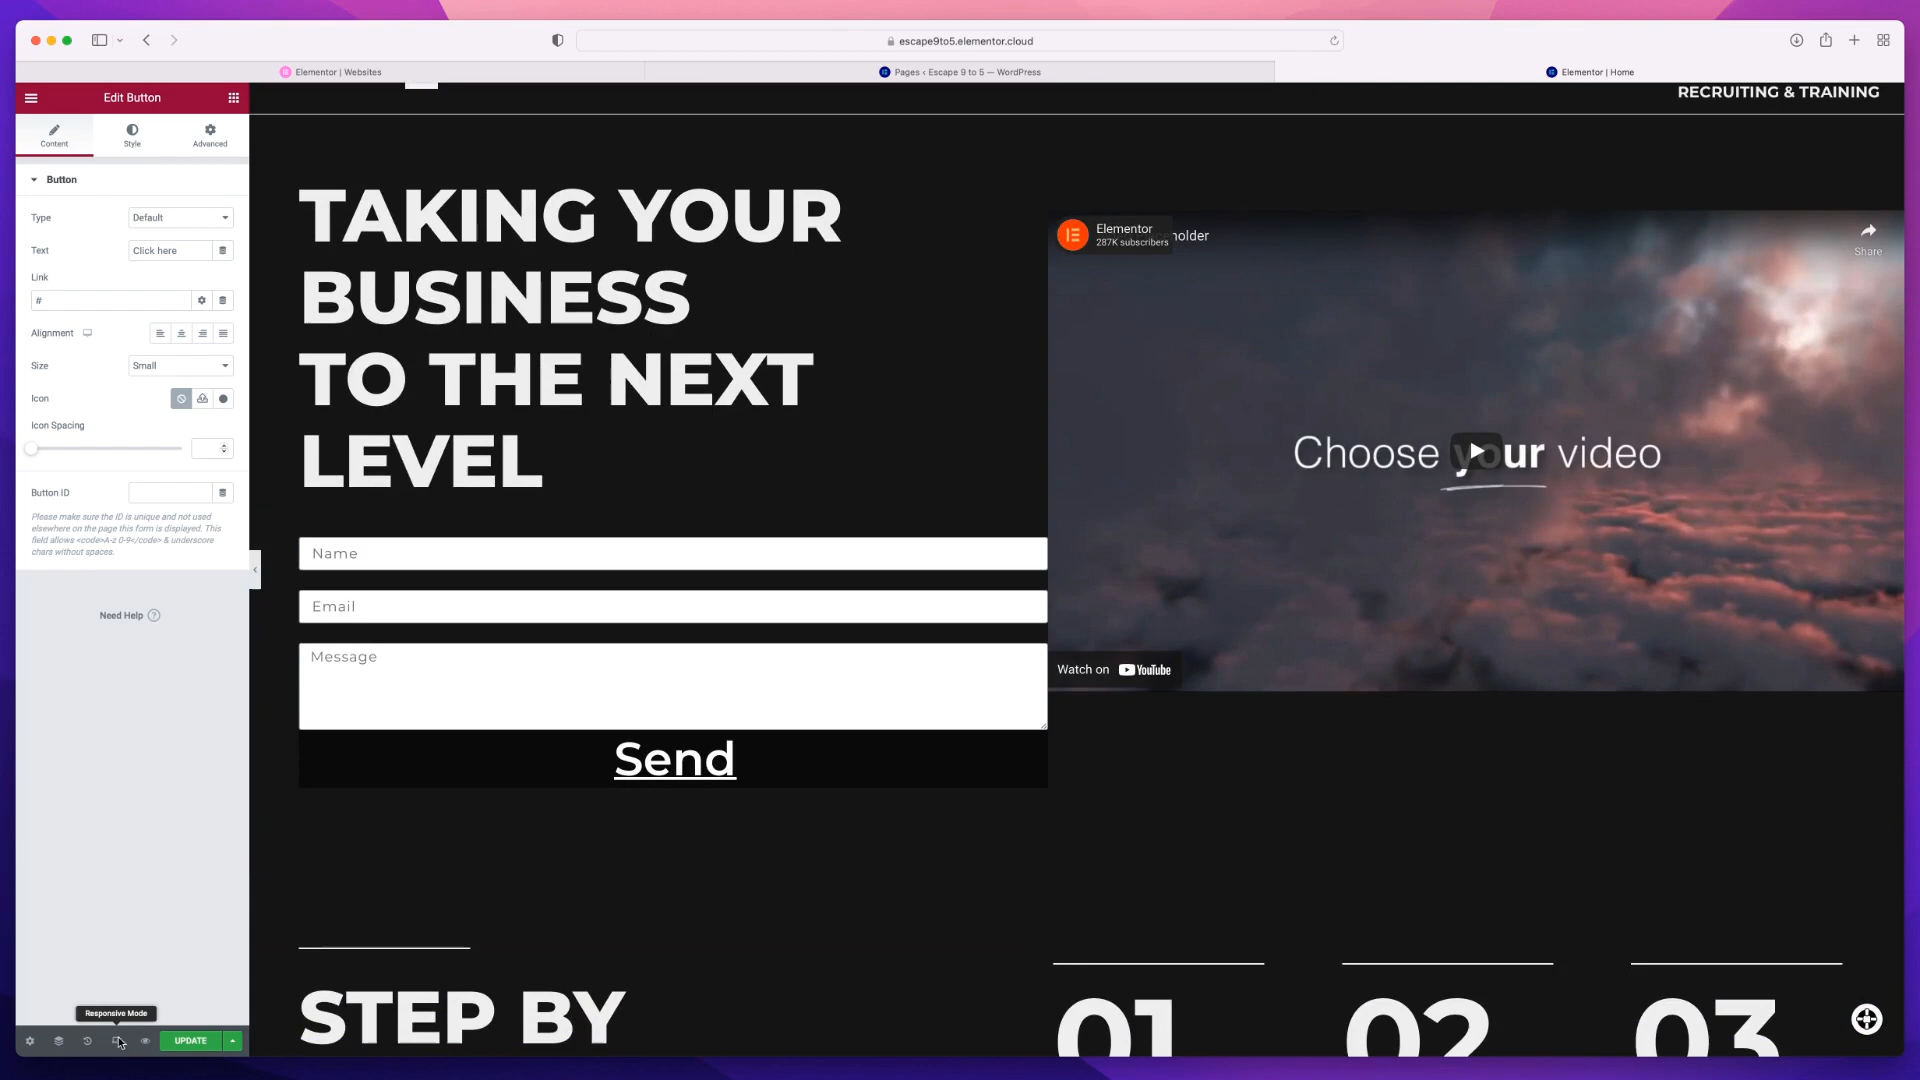 escape9to5.elementor.cloud
Elementor | Websites
Pages ‹ Escape 9 to 5 — WordPress
Elementor | Home
Edit Button
RECRUITING & TRAINING
Content
Style
Advanced
Button
Type
Default
Text
Click here
Link
#
Alignment
Size
Small
Icon
Icon Spacing
Button ID
Please make sure the ID is unique and not used
elsewhere on the page this form is displayed. This
field allows <code>A-z 0-9</code> & underscore
chars without spaces.
Need Help
Responsive Mode
UPDATE
TAKING YOUR
BUSINESS
TO THE NEXT
LEVEL
Name
Email
Message
Send
Elementor
287K subscribers
holder
Share
Choose your video
Watch on YouTube
STEP BY
01
02
03